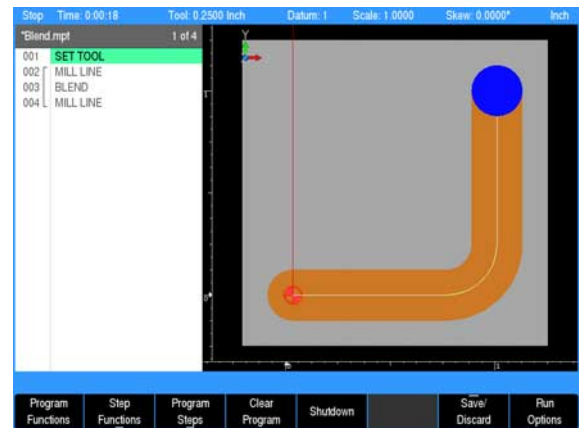 Stop Time: 0:00:18 Tool: 0.2500 Inch Datum: 1 Scale: 1.0000 Skew: 0.0000° Inch
*Blend.mpt 1 of 4
001 SET TOOL
002 MILL LINE
003 BLEND
004 MILL LINE
Y
1
0
0
1
Program Functions
Step Functions
Program Steps
Clear Program
Shutdown
Save/ Discard
Run Options